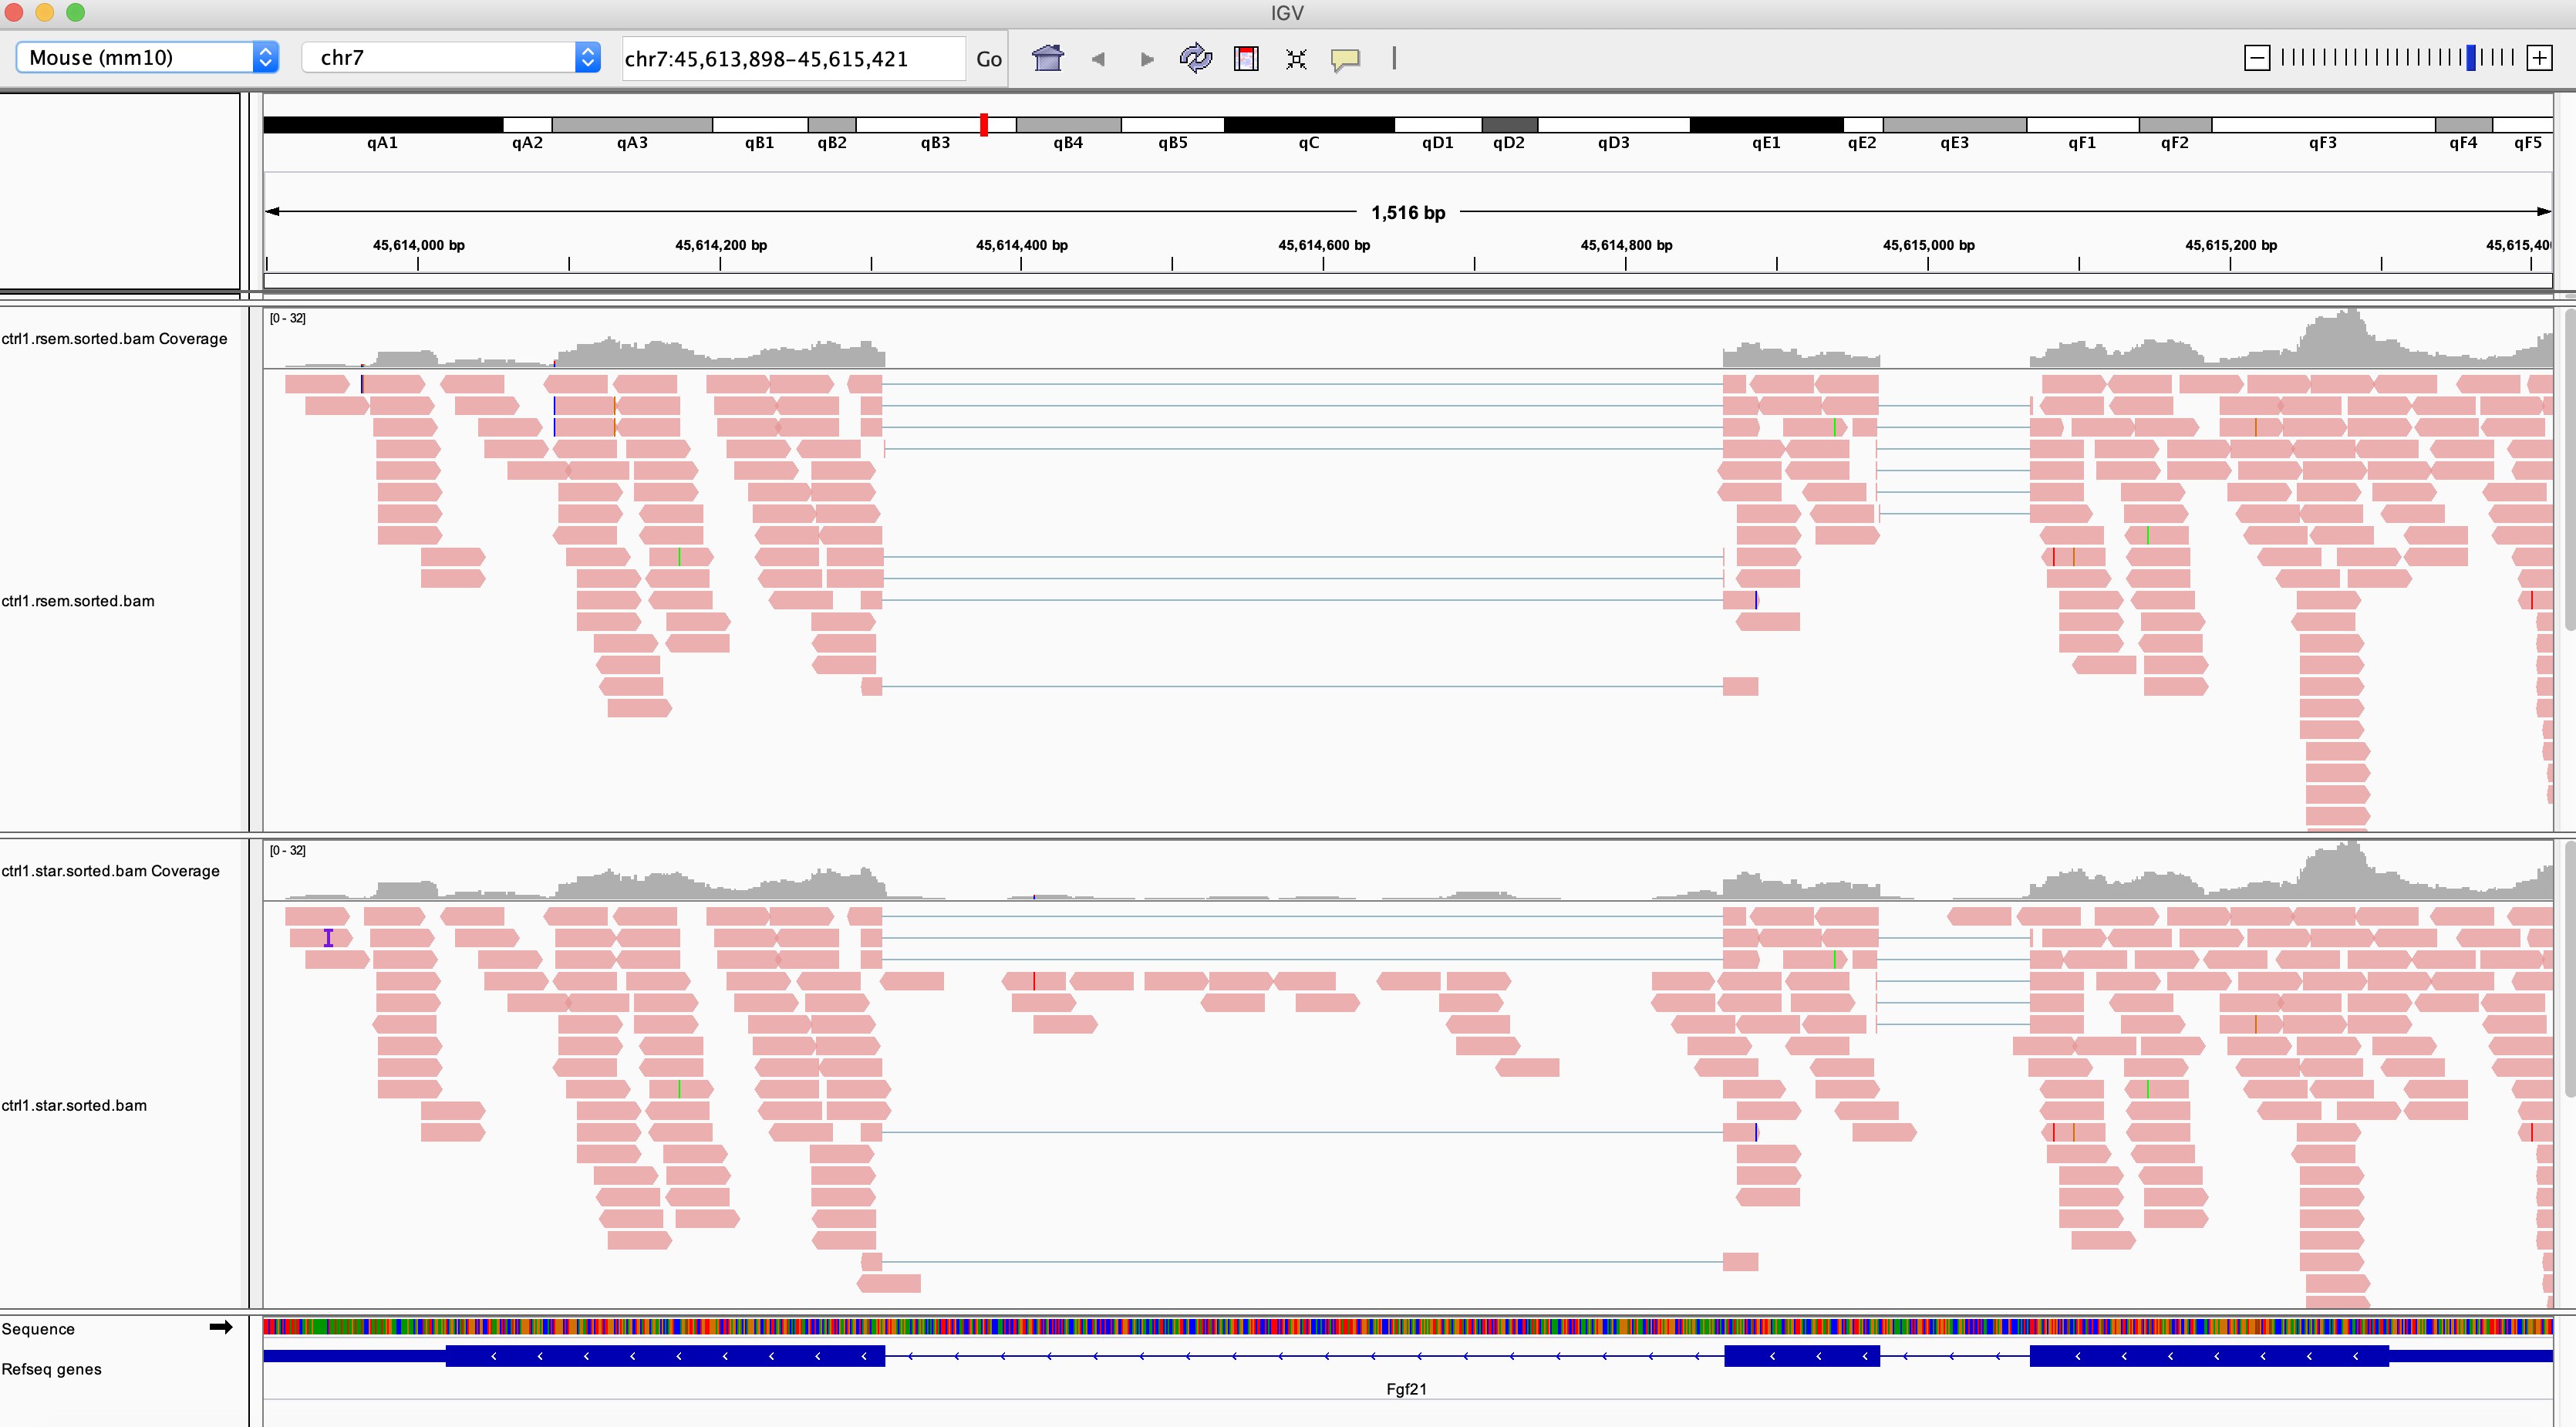 IGV
Mouse (mm10) chr7 chr7:45,613,898-45,615,421 Go
qA1 qA2 qA3 qB1 qB2 qB3 qB4 qB5 qC qD1 qD2 qD3 qE1 qE2 qE3 qF1 qF2 qF3 qF4 qF5
1,516 bp
45,614,000 bp 45,614,200 bp 45,614,400 bp 45,614,600 bp 45,614,800 bp 45,615,000 bp 45,615,200 bp 45,615,40
[0 - 32]
ctrl1.rsem.sorted.bam Coverage
ctrl1.rsem.sorted.bam
[0 - 32]
ctrl1.star.sorted.bam Coverage
ctrl1.star.sorted.bam
Sequence
Refseq genes
Fgf21